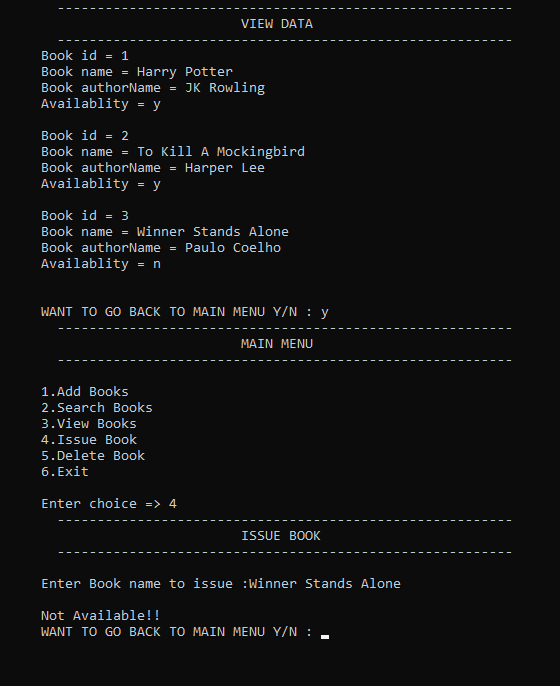 ---------------------------------------------------------
VIEW DATA
---------------------------------------------------------
Book id = 1
Book name = Harry Potter
Book authorName = JK Rowling
Availablity = y
Book id = 2
Book name = To Kill A Mockingbird
Book authorName = Harper Lee
Availablity = y
Book id = 3
Book name = Winner Stands Alone
Book authorName = Paulo Coelho
Availablity = n
WANT TO GO BACK TO MAIN MENU Y/N : y
---------------------------------------------------------
MAIN MENU
---------------------------------------------------------
1.Add Books
2.Search Books
3.View Books
4.Issue Book
5.Delete Book
6.Exit
Enter choice => 4
---------------------------------------------------------
ISSUE BOOK
---------------------------------------------------------
Enter Book name to issue :Winner Stands Alone
Not Available!!
WANT TO GO BACK TO MAIN MENU Y/N :